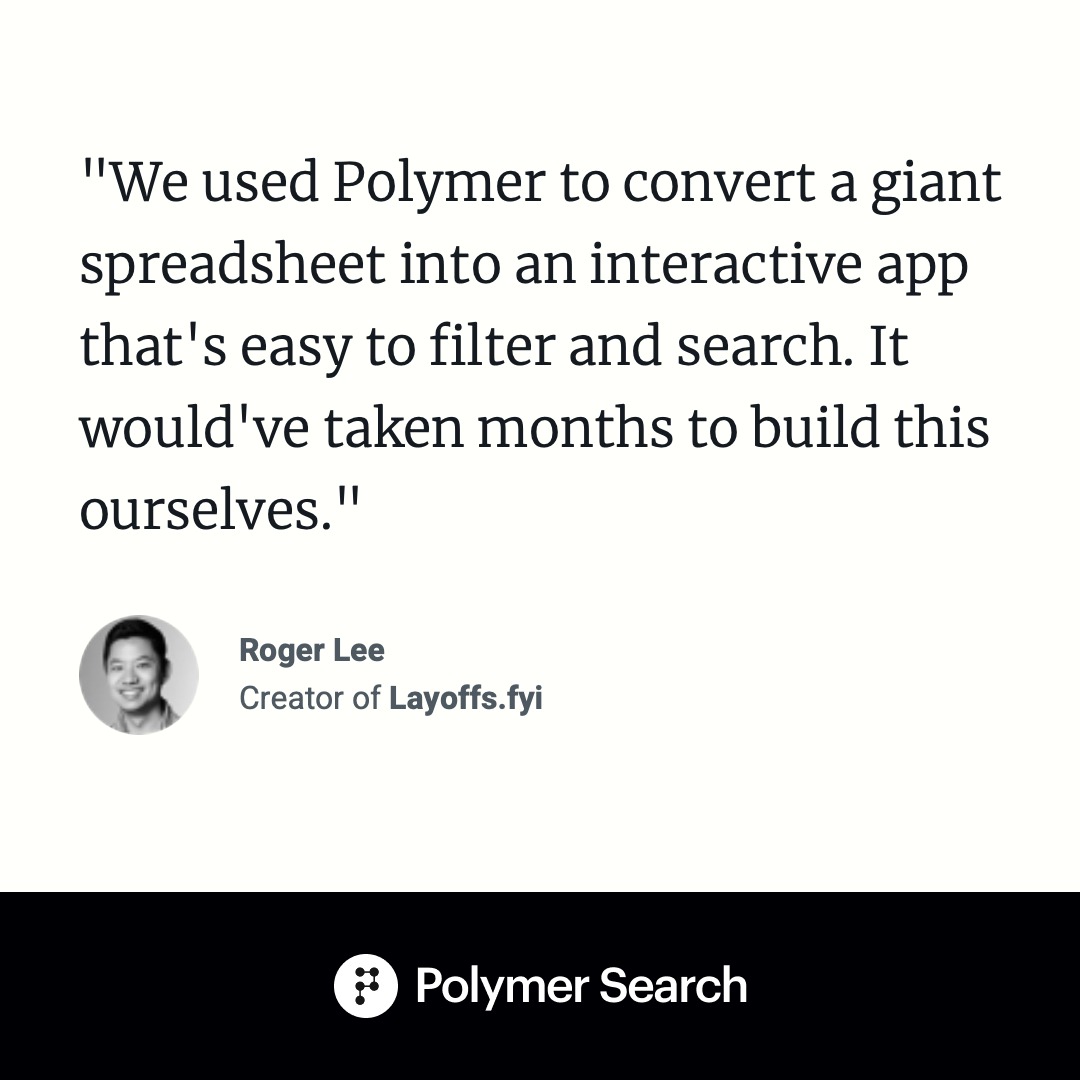 "We used Polymer to convert a giant
spreadsheet into an interactive app
that's easy to filter and search. It
would've taken months to build this
ourselves."
Roger Lee
Creator of Layoffs.fyi
Polymer Search